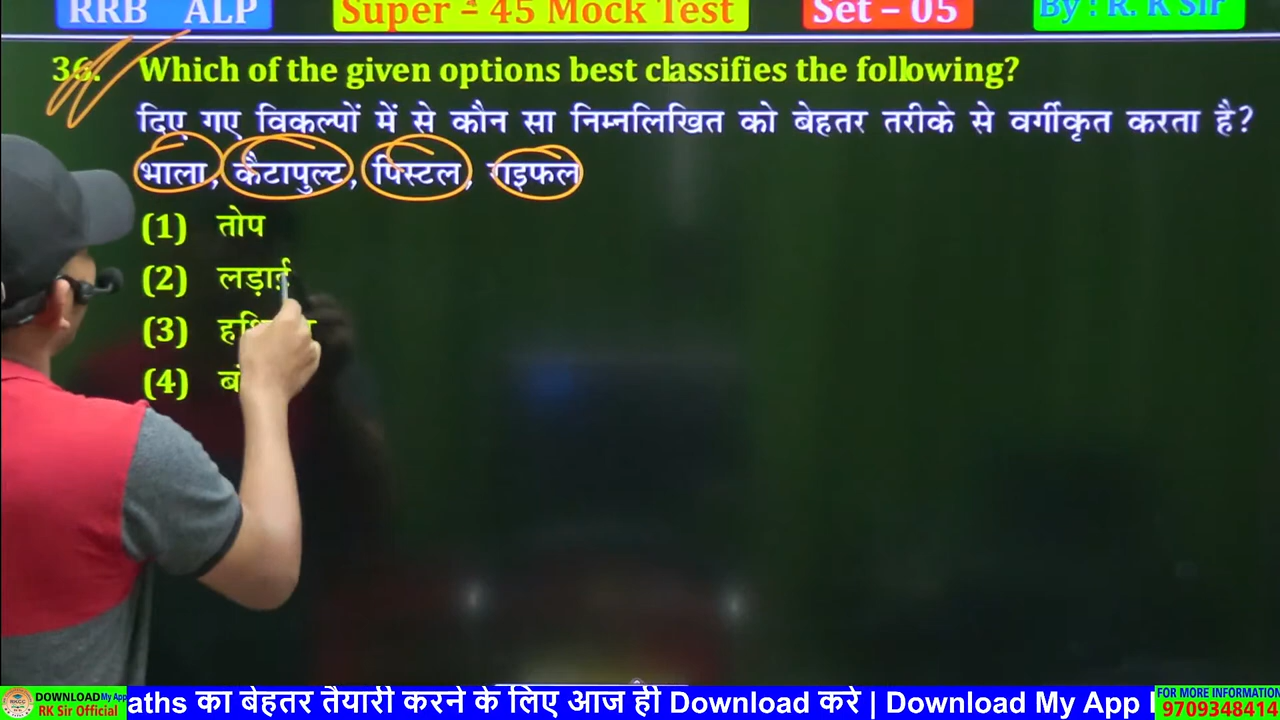 RRB ALP Super - 45 Mock Test Set – 05 By : R. K Sir
36. Which of the given options best classifies the following?
दिए गए विकल्पों में से कौन सा निम्नलिखित को बेहतर तरीके से वर्गीकृत करता है?
भाला, कैटापुल्ट, पिस्टल, राइफल
(1) तोप
(2) लड़ाई
(3)
(4)
DOWNLOAD My App
RK Sir Official
aths का बेहतर तैयारी करने के लिए आज ही Download करे | Download My App |
FOR MORE INFORMATION
9709348414